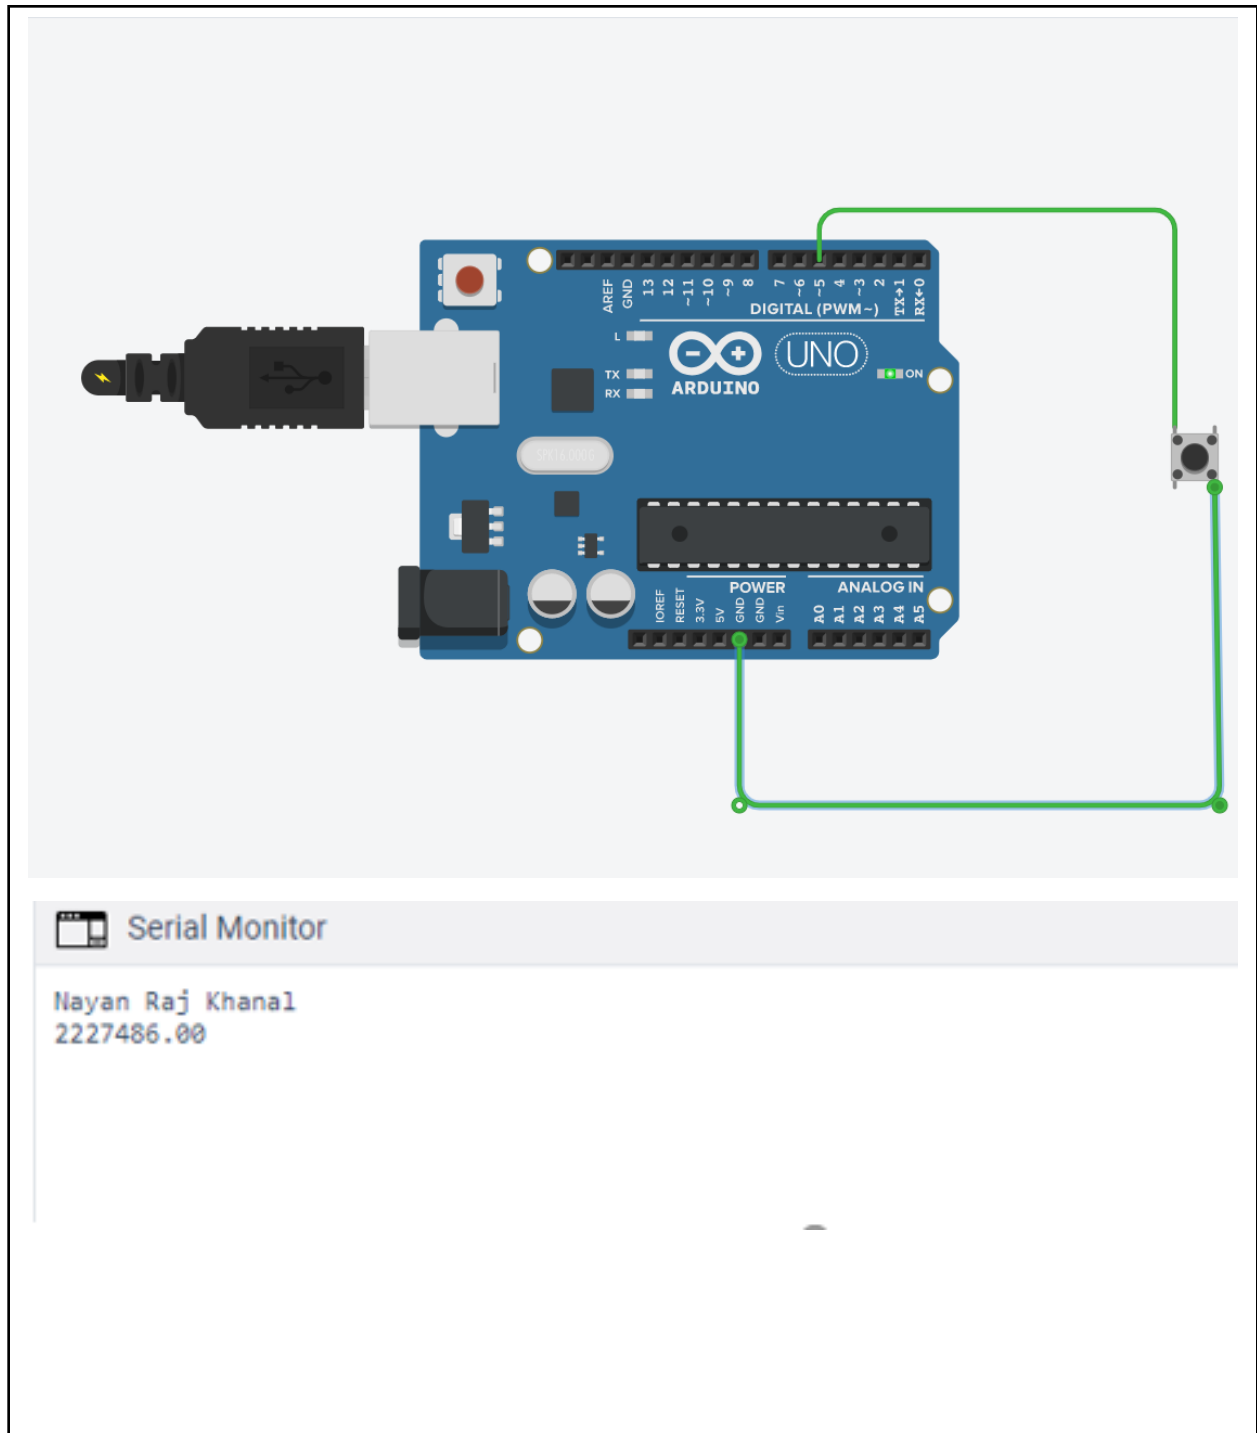 AREF
GND
13
12
~11
~10
~9
8
7
~6
~5
4
~3
2
TX→1
RX←0
DIGITAL (PWM~)
L
TX
RX
ARDUINO
UNO
ON
SPK16.000G
POWER
ANALOG IN
IOREF
RESET
3.3V
5V
GND
GND
Vin
A0
A1
A2
A3
A4
A5
Serial Monitor
Nayan Raj Khanal
2227486.00